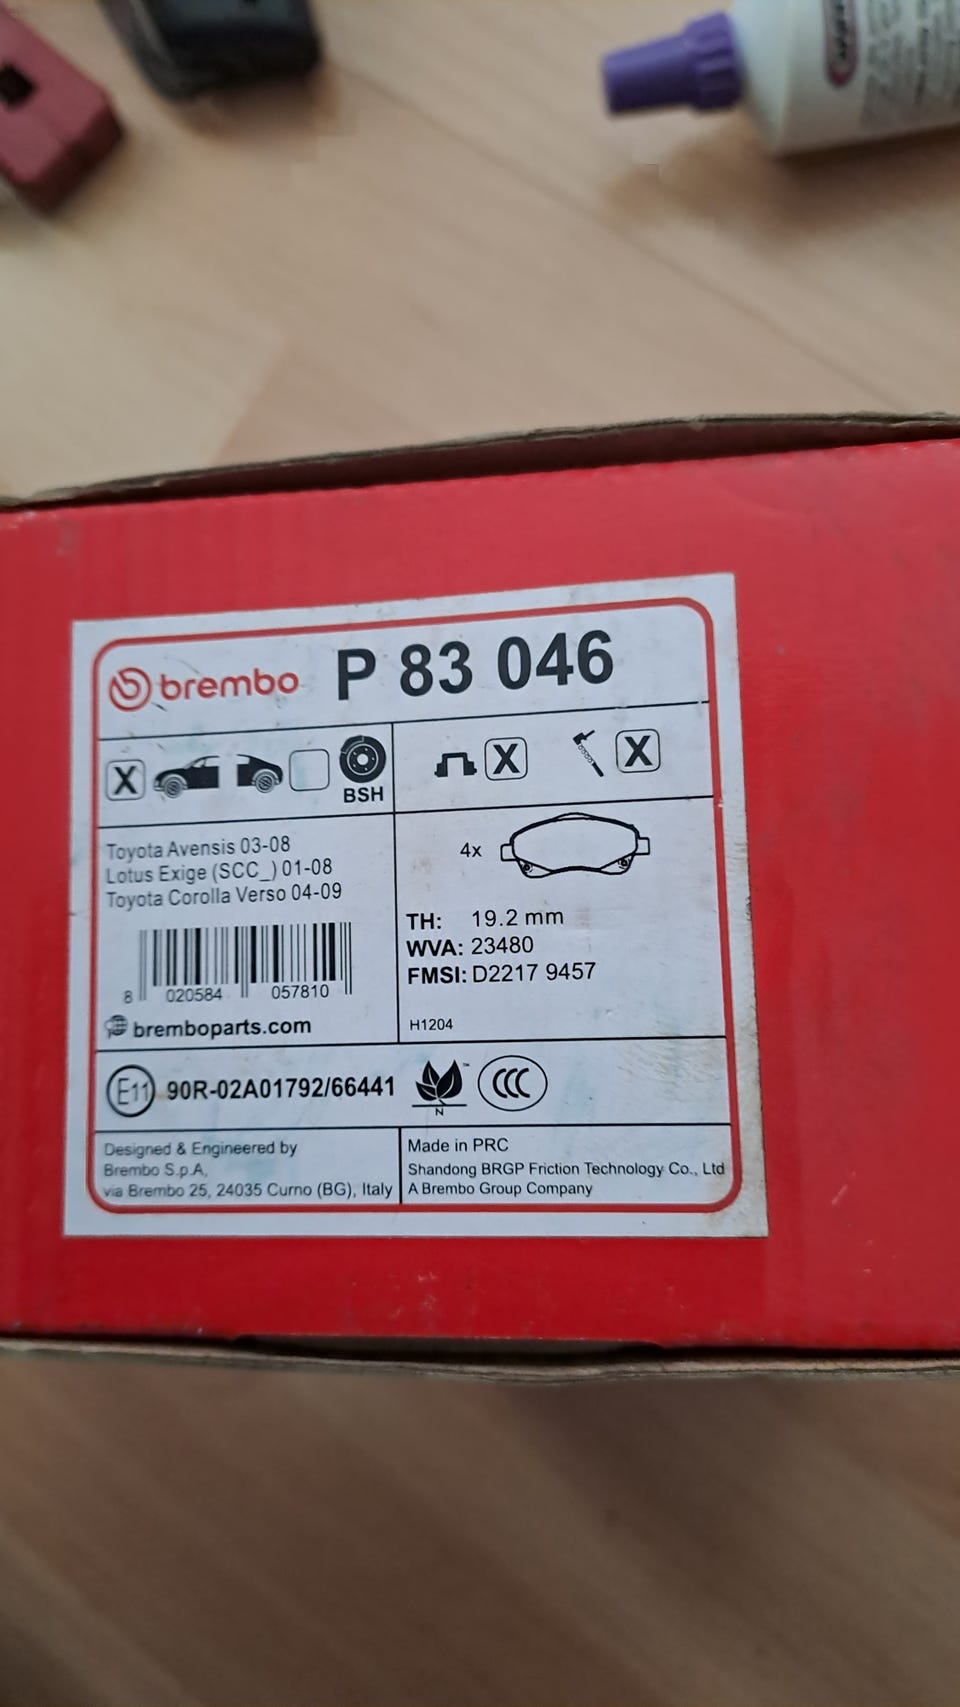 brembo P 83 046
X X X
BSH
Toyota Avensis 03-08
Lotus Exige (SCC_) 01-08
Toyota Corolla Verso 04-09
4x
TH: 19.2 mm
WVA: 23480
FMSI: D2217 9457
8 020584 057810
bremboparts.com
H1204
E11 90R-02A01792/66441
N
CCC
Designed & Engineered by
Brembo S.p.A,
via Brembo 25, 24035 Curno (BG), Italy
Made in PRC
Shandong BRGP Friction Technology Co., Ltd
A Brembo Group Company